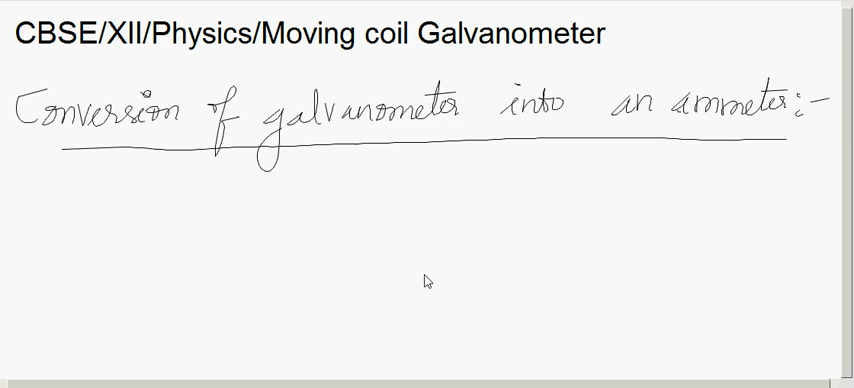 CBSE/XII/Physics/Moving coil Galvanometer
Conversion of galvanometer into an ammeter:-